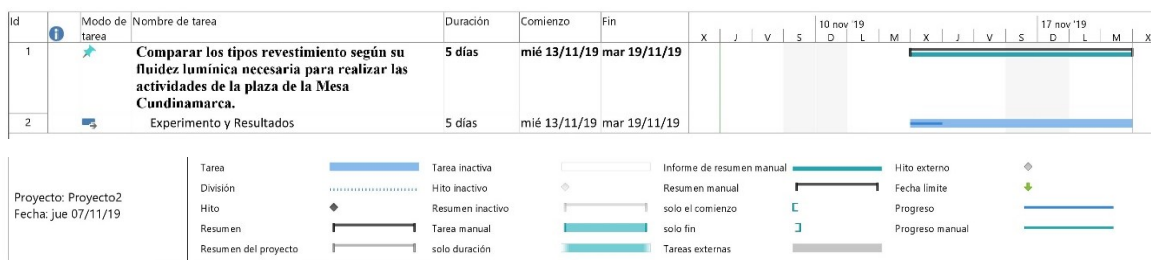 Id Modo de tarea Nombre de tarea Duración Comienzo Fin
10 nov '19 17 nov '19
X J V S D L M X J V S D L M X
1 Comparar los tipos revestimiento según su 5 días mié 13/11/19 mar 19/11/19
fluidez lumínica necesaria para realizar las
actividades de la plaza de la Mesa
Cundinamarca.
2 Experimento y Resultados 5 días mié 13/11/19 mar 19/11/19
Proyecto: Proyecto2
Fecha: jue 07/11/19
Tarea
División
Hito
Resumen
Resumen del proyecto
Tarea inactiva
Hito inactivo
Resumen inactivo
Tarea manual
solo duración
Informe de resumen manual
Resumen manual
solo el comienzo
solo fin
Tareas externas
Hito externo
Fecha límite
Progreso
Progreso manual